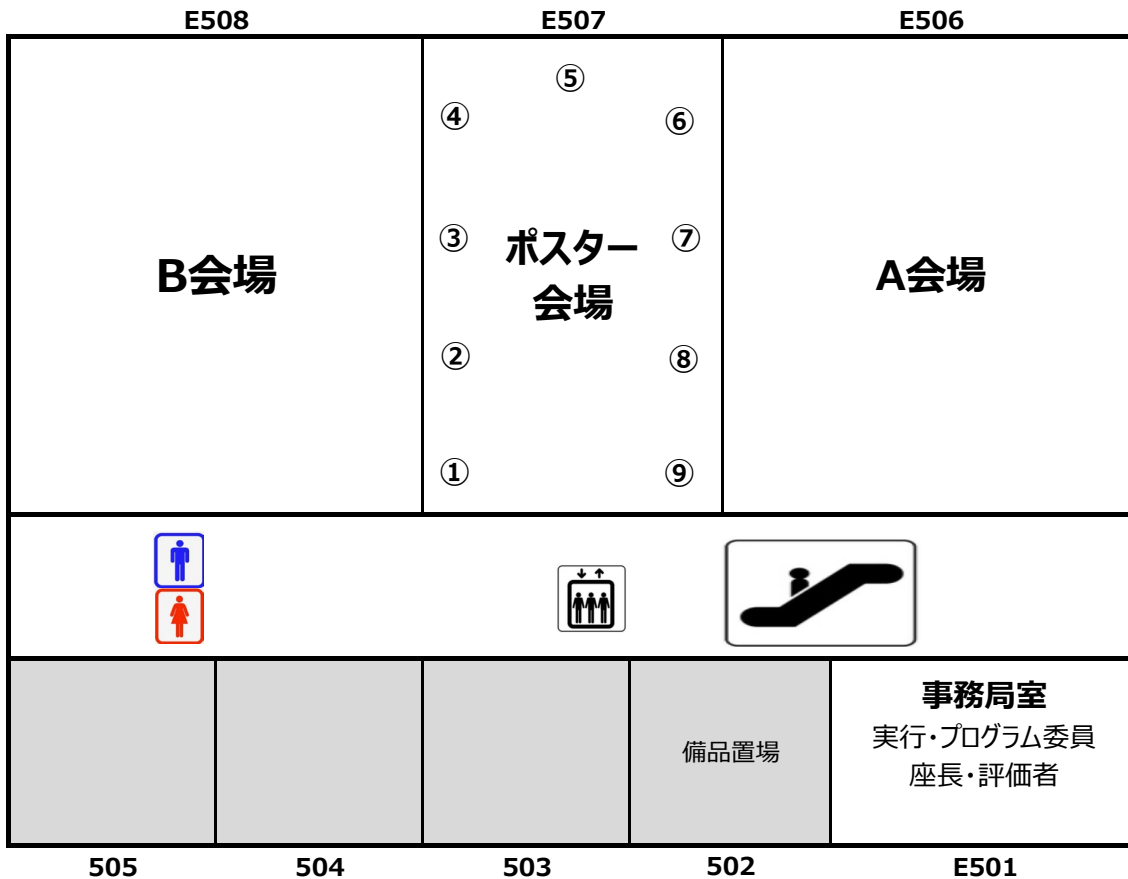 E508 E507 E506
⑤
④ ⑥
③ ⑦
ポスター
会場
B会場
A会場
② ⑧
① ⑨
事務局室
実行・プログラム委員
座長・評価者
備品置場
505 504 503 502 E501